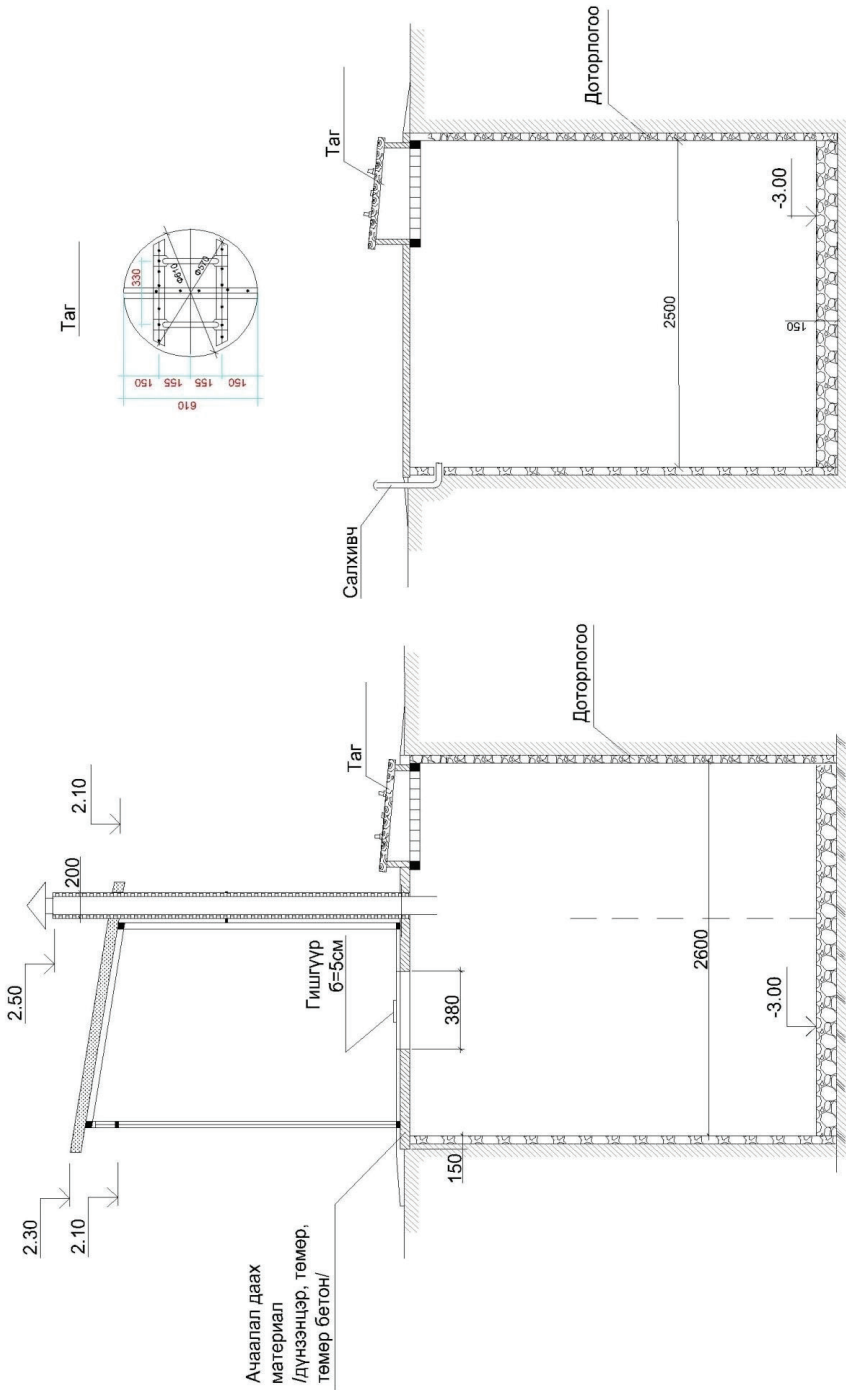 2.50
2.30
2.10
2.10
200
Ачаалал даах
материал
/дүнзэнцэр, төмөр,
төмөр бетон/
Гишгүүр
б=5см
380
Таг
150
2600
-3.00
Доторлогоо
Таг
330
Ф610
Ф570
150
155
155
150
610
Салхивч
Таг
2500
-3.00
150
Доторлогоо